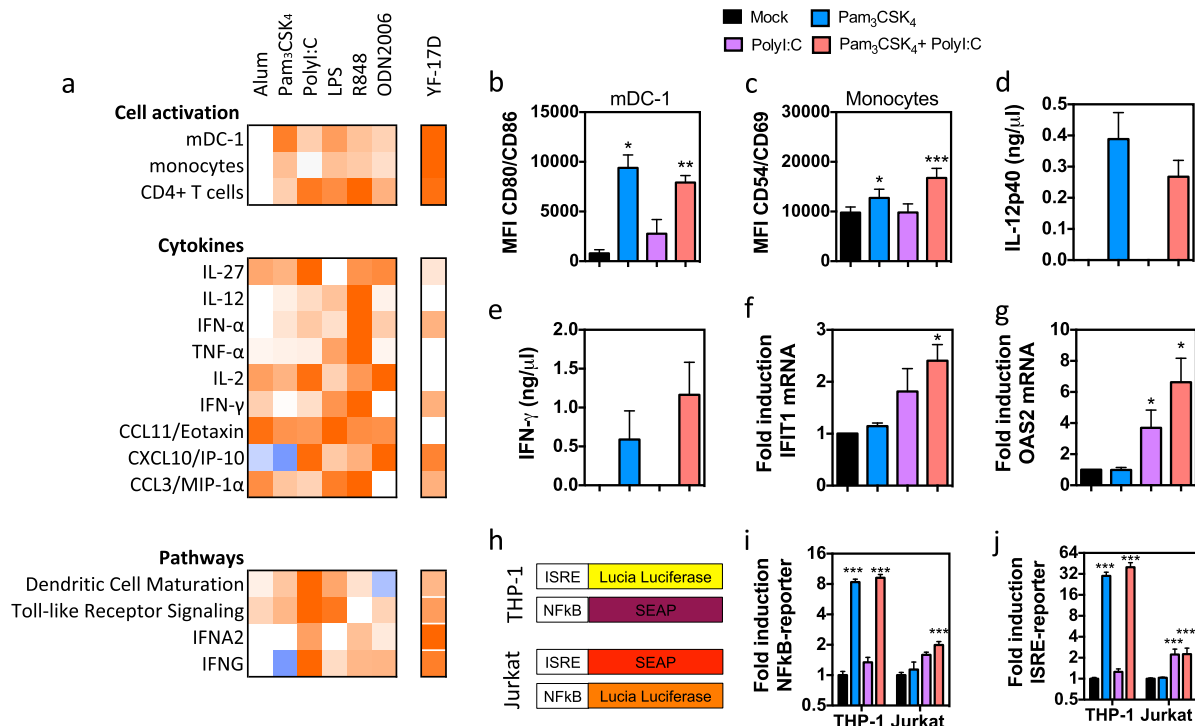 Mock
Pam₃CSK₄
PolyI:C
Pam₃CSK₄+ PolyI:C
a
Alum
Pam₃CSK₄
PolyI:C
LPS
R848
ODN2006
YF-17D
Cell activation
mDC-1
monocytes
CD4+ T cells
Cytokines
IL-27
IL-12
IFN-α
TNF-α
IL-2
IFN-γ
CCL11/Eotaxin
CXCL10/IP-10
CCL3/MIP-1α
Pathways
Dendritic Cell Maturation
Toll-like Receptor Signaling
IFNA2
IFNG
b
mDC-1
MFI CD80/CD86
15000
10000
5000
0
*
**
c
Monocytes
MFI CD54/CD69
30000
20000
10000
0
*
***
d
IL-12p40 (ng/µl)
0.5
0.4
0.3
0.2
0.1
0.0
e
IFN-γ (ng/µl)
2.0
1.5
1.0
0.5
0.0
f
Fold induction
IFIT1 mRNA
3
2
1
0
*
g
Fold induction
OAS2 mRNA
10
8
6
4
2
0
*
*
h
THP-1
ISRE Lucia Luciferase
NFkB SEAP
Jurkat
ISRE SEAP
NFkB Lucia Luciferase
i
Fold induction
NFkB-reporter
16
8
4
2
1
0.5
***
***
***
THP-1 Jurkat
j
Fold induction
ISRE-reporter
64
32
16
8
4
2
1
0.5
***
***
***
***
THP-1 Jurkat